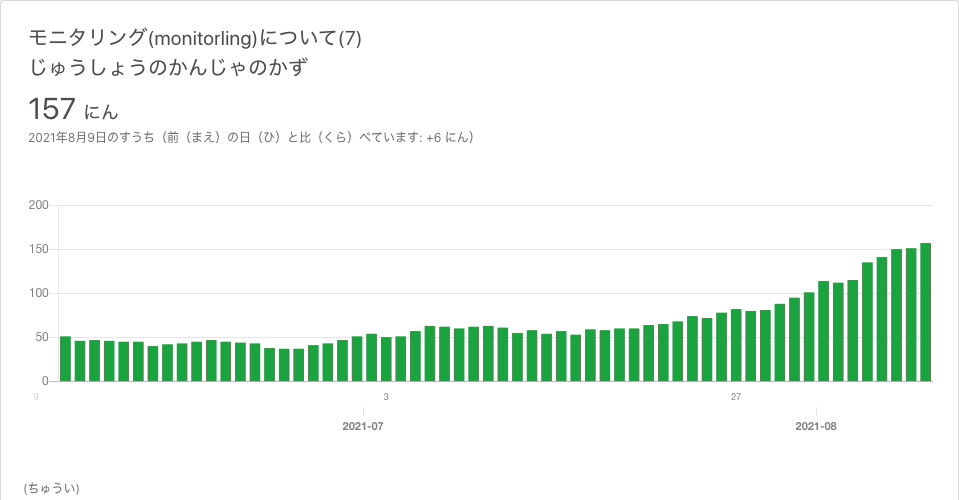 モニタリング(monitorling)について(7)
じゅうしょうのかんじゃのかず
157 にん
2021年8月9日のすうち（前（まえ）の日（ひ）と比（くら）べています: +6 にん）
200
150
100
50
0
9 3 27
2021-07 2021-08
(ちゅうい)